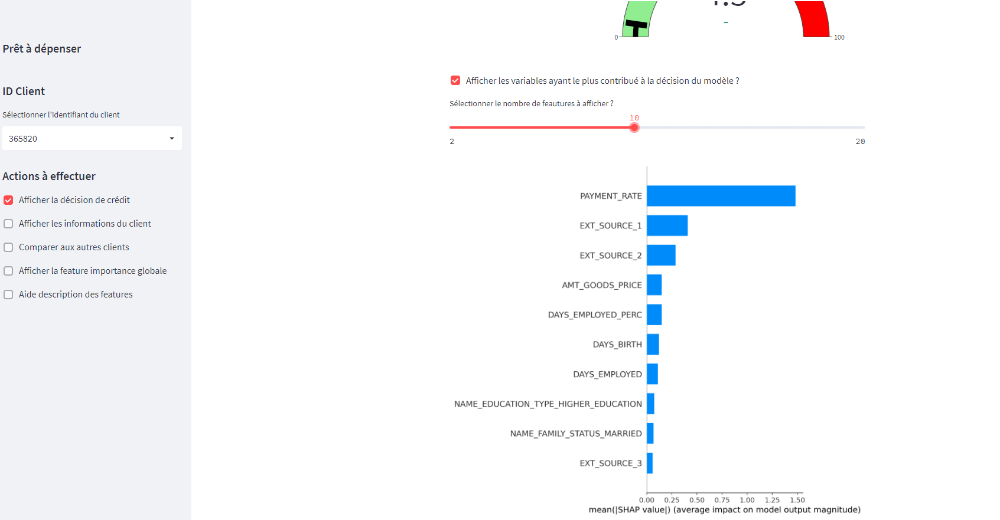 Prêt à dépenser
ID Client
Sélectionner l'identifiant du client
365820
Actions à effectuer
Afficher la décision de crédit
Afficher les informations du client
Comparer aux autres clients
Afficher la feature importance globale
Aide description des features
0
100
Afficher les variables ayant le plus contribué à la décision du modèle ?
Sélectionner le nombre de feautures à afficher ?
10
2
20
PAYMENT_RATE
EXT_SOURCE_1
EXT_SOURCE_2
AMT_GOODS_PRICE
DAYS_EMPLOYED_PERC
DAYS_BIRTH
DAYS_EMPLOYED
NAME_EDUCATION_TYPE_HIGHER_EDUCATION
NAME_FAMILY_STATUS_MARRIED
EXT_SOURCE_3
0.00 0.25 0.50 0.75 1.00 1.25 1.50
mean(|SHAP value|) (average impact on model output magnitude)